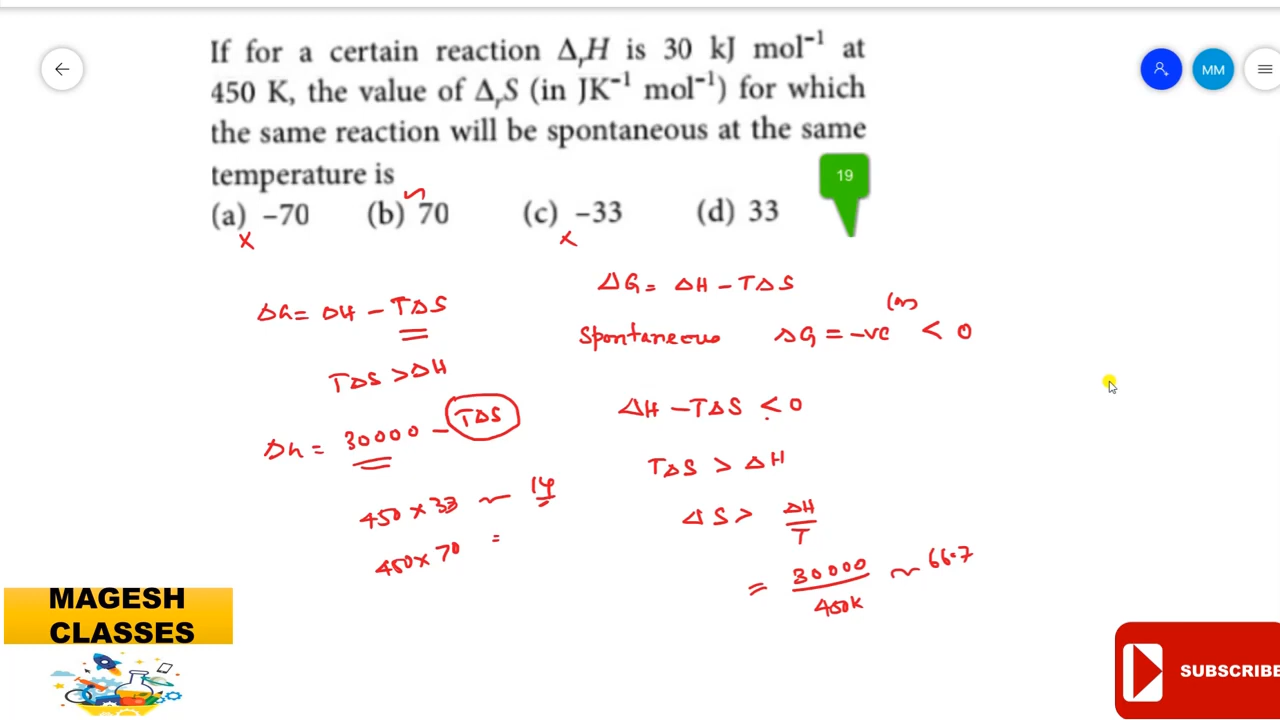 If for a certain reaction ΔᵣH is 30 kJ mol⁻¹ at
450 K, the value of ΔᵣS (in JK⁻¹ mol⁻¹) for which
the same reaction will be spontaneous at the same
temperature is
(a) −70 (b) 70 (c) −33 (d) 33
19
MM
ΔG = ΔH − TΔS
TΔS > ΔH
ΔG = 30000 − TΔS
450 × 33 ~ 14
450 × 70 =
ΔG = ΔH − TΔS
Spontaneous ΔG = −ve (or) < 0
ΔH − TΔS < 0
TΔS > ΔH
ΔS > ΔH/T
= 30000/450K ~ 66.7
MAGESH
CLASSES
SUBSCRIBE